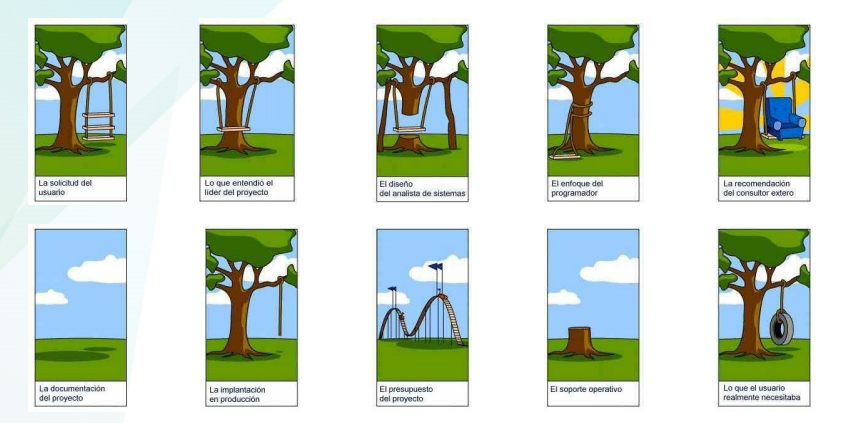 La solicitud del
usuario
Lo que entendió el
líder del proyecto
El diseño
del analista de sistemas
El enfoque del
programador
La recomendación
del consultor extero
La documentación
del proyecto
La implantación
en producción
El presupuesto
del proyecto
El soporte operativo
Lo que el usuario
realmente necesitaba